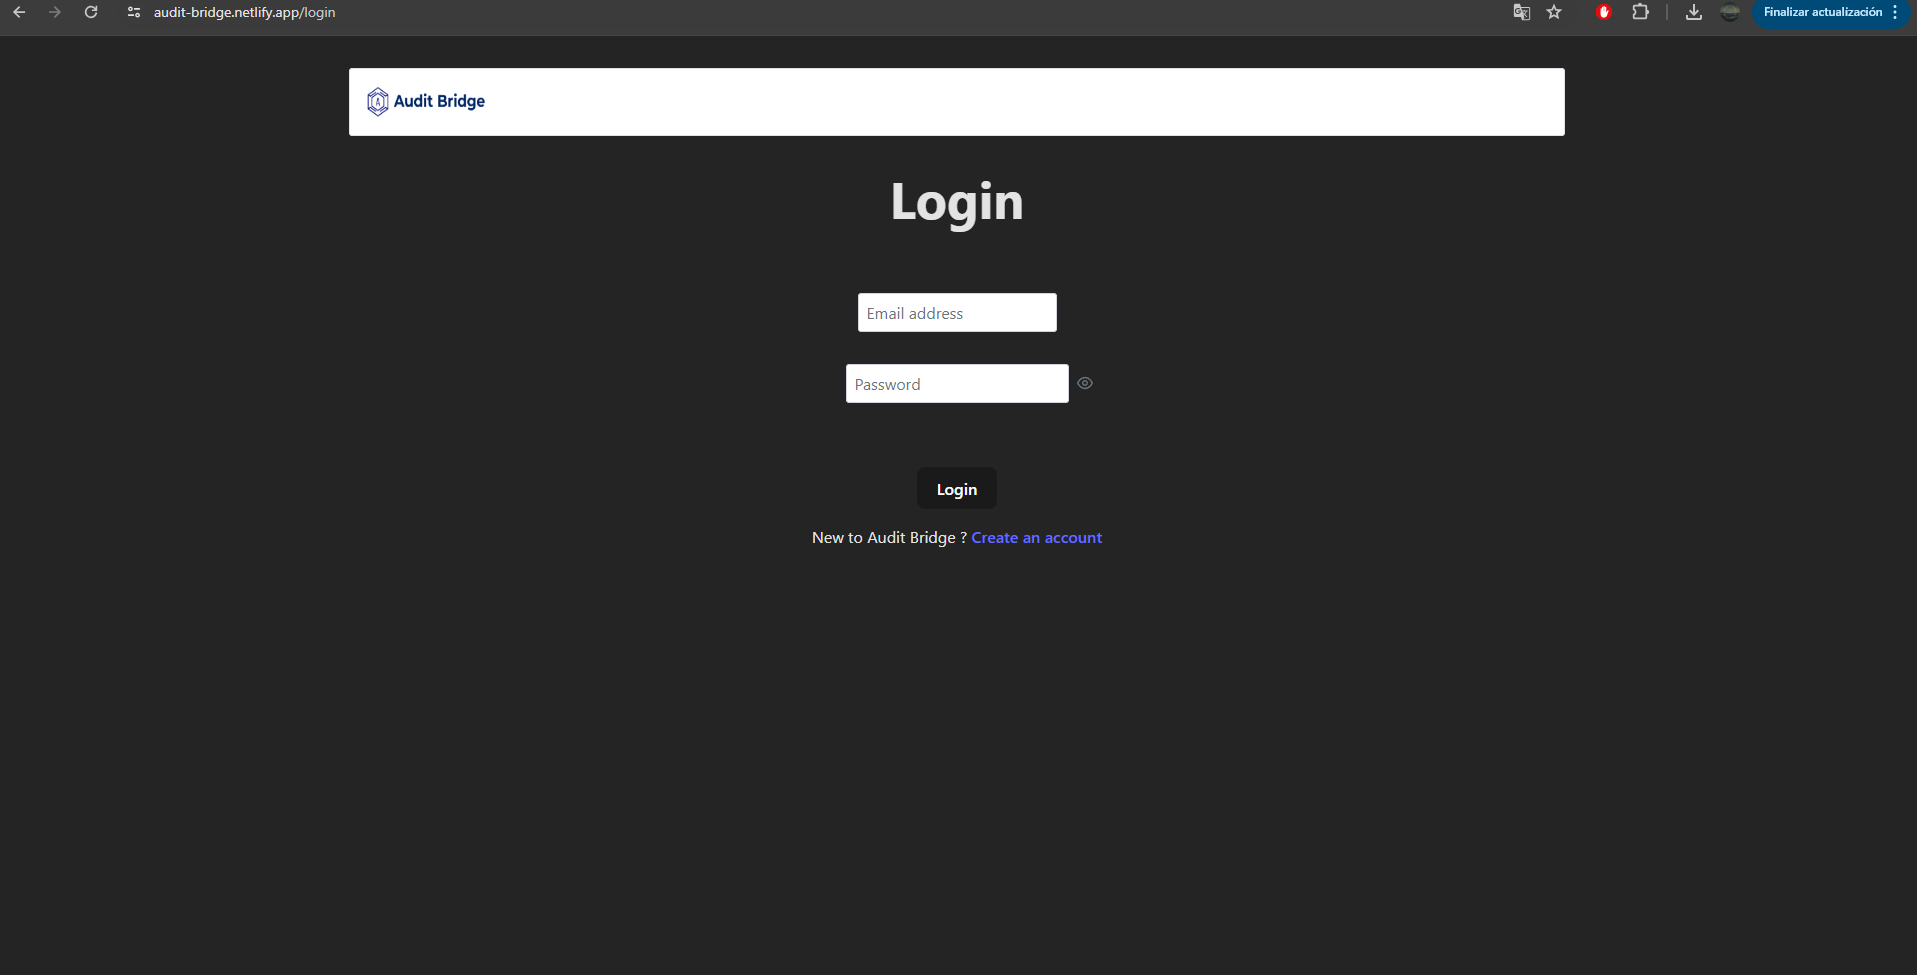 audit-bridge.netlify.app/login
Finalizar actualización
Audit Bridge
Login
Email address
Password
Login
New to Audit Bridge ? Create an account